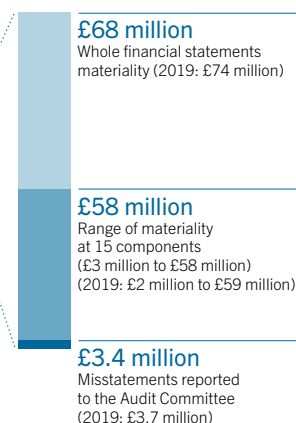 £68 million
Whole financial statements
materiality (2019: £74 million)
£58 million
Range of materiality
at 15 components
(£3 million to £58 million)
(2019: £2 million to £59 million)
£3.4 million
Misstatements reported
to the Audit Committee
(2019: £3.7 million)